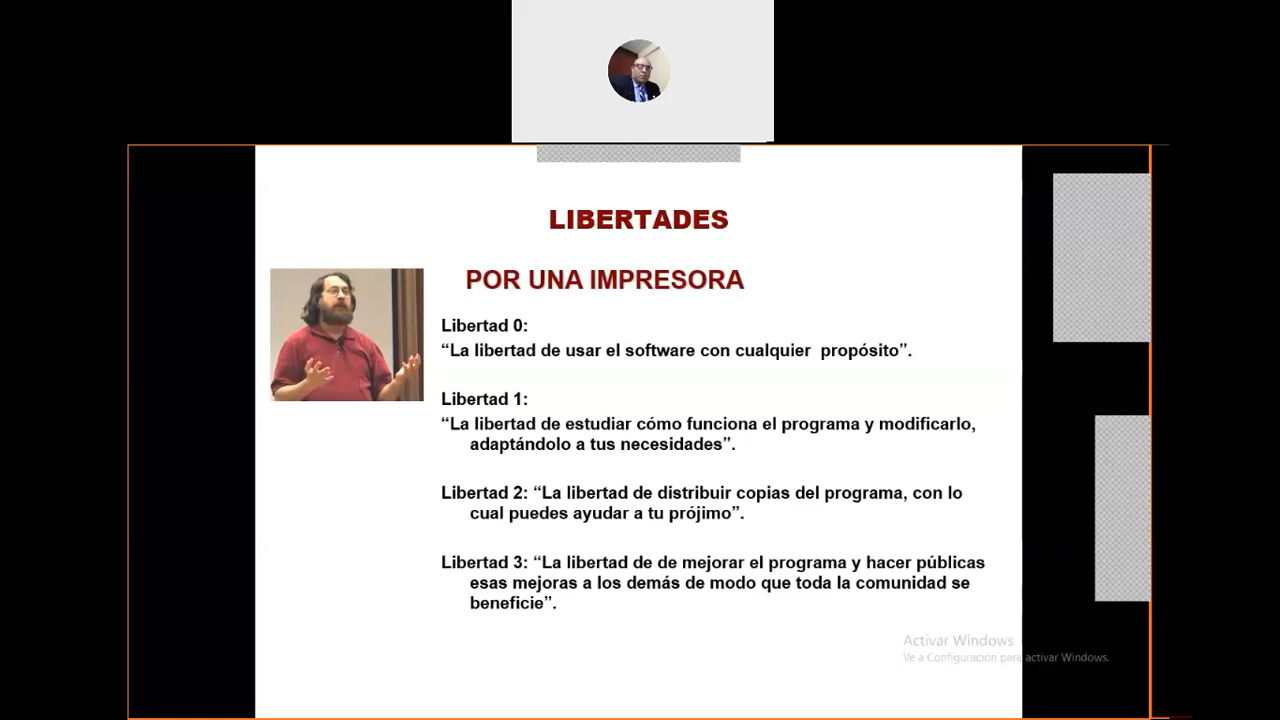 LIBERTADES
POR UNA IMPRESORA
Libertad 0:
“La libertad de usar el software con cualquier propósito”.
Libertad 1:
“La libertad de estudiar cómo funciona el programa y modificarlo,
adaptándolo a tus necesidades”.
Libertad 2: “La libertad de distribuir copias del programa, con lo
cual puedes ayudar a tu prójimo”.
Libertad 3: “La libertad de de mejorar el programa y hacer públicas
esas mejoras a los demás de modo que toda la comunidad se
beneficie”.
Activar Windows
Ve a Configuración para activar Windows.